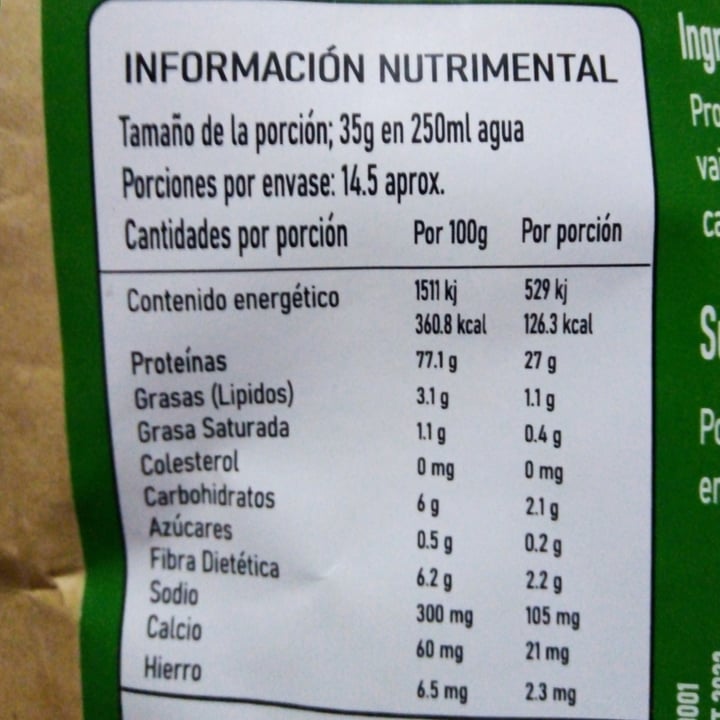 INFORMACIÓN NUTRIMENTAL
Tamaño de la porción; 35g en 250ml agua
Porciones por envase: 14.5 aprox.
Cantidades por porción Por 100g Por porción
Contenido energético 1511 kj 529 kj
360.8 kcal 126.3 kcal
Proteínas 77.1 g 27 g
Grasas (Lipidos) 3.1 g 1.1 g
Grasa Saturada 1.1 g 0.4 g
Colesterol 0 mg 0 mg
Carbohidratos 6 g 2.1 g
Azúcares 0.5 g 0.2 g
Fibra Dietética 6.2 g 2.2 g
Sodio 300 mg 105 mg
Calcio 60 mg 21 mg
Hierro 6.5 mg 2.3 mg